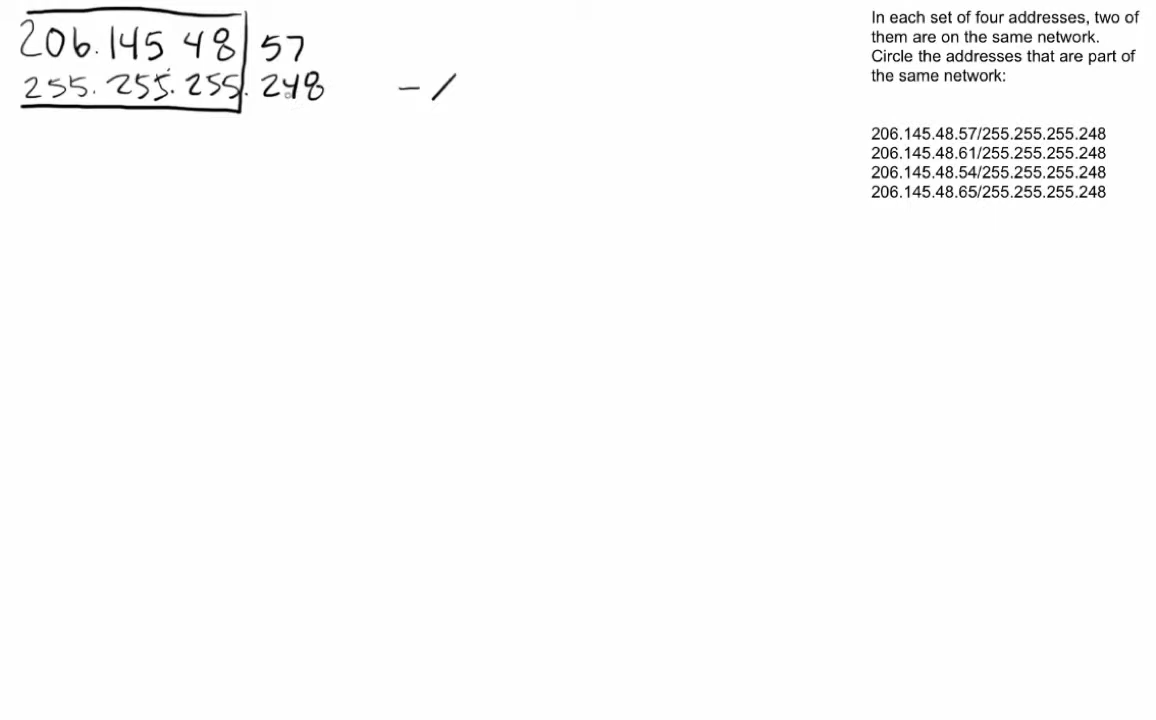 206.145 48 57
255.255.255.248 - /
In each set of four addresses, two of
them are on the same network.
Circle the addresses that are part of
the same network:
206.145.48.57/255.255.255.248
206.145.48.61/255.255.255.248
206.145.48.54/255.255.255.248
206.145.48.65/255.255.255.248